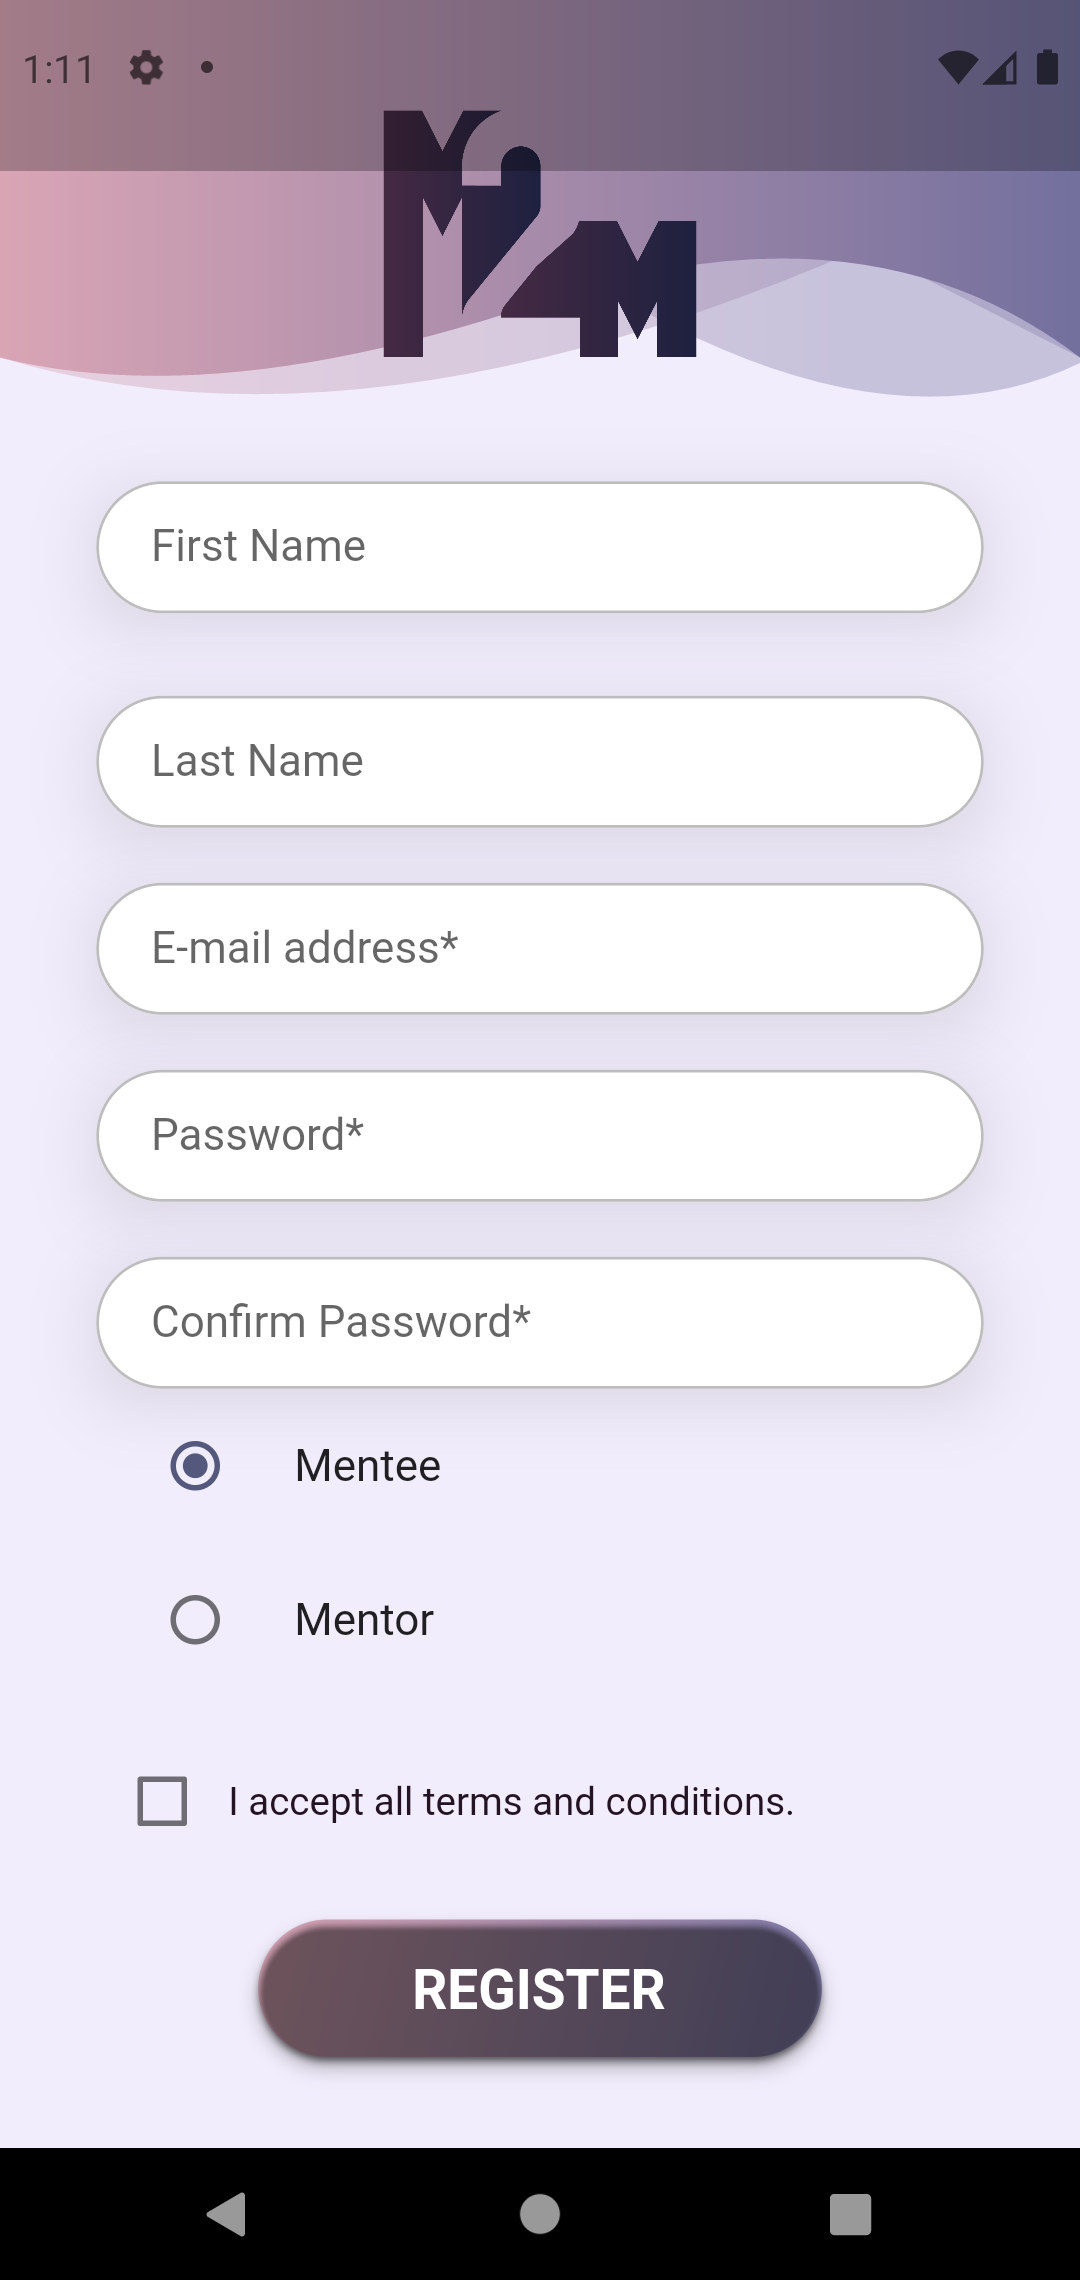 1:11
M2M
First Name
Last Name
E-mail address*
Password*
Confirm Password*
Mentee
Mentor
I accept all terms and conditions.
REGISTER